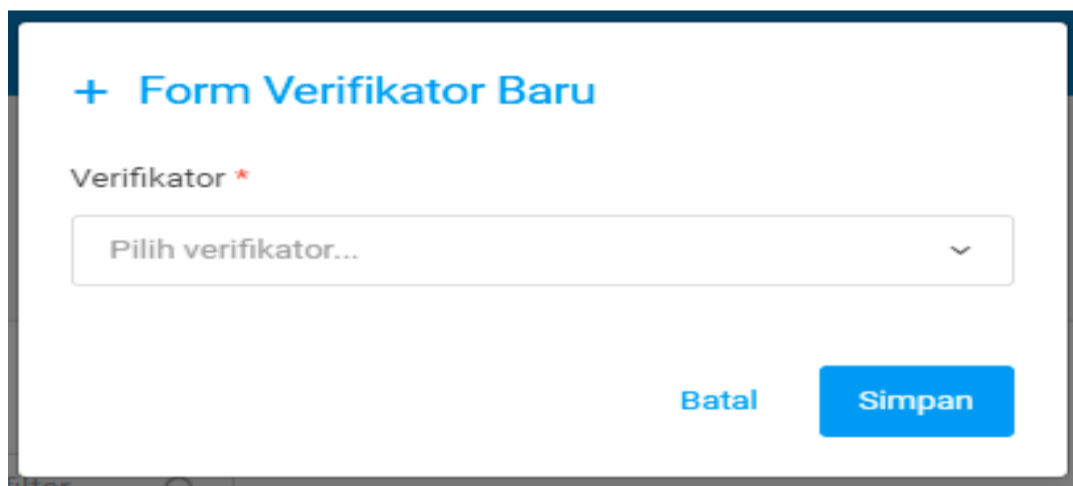 + Form Verifikator Baru
Verifikator *
Pilih verifikator...
Batal
Simpan